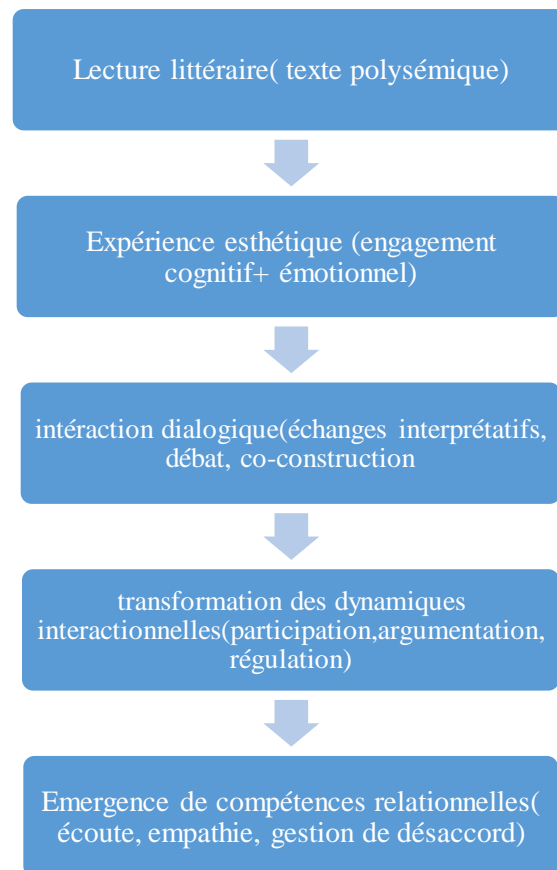 Lecture littéraire( texte polysémique)
Expérience esthétique (engagement
cognitif+ émotionnel)
intéraction dialogique(échanges interprétatifs,
débat, co-construction
transformation des dynamiques
interactionnelles(participation,argumentation,
régulation)
Emergence de compétences relationnelles(
écoute, empathie, gestion de désaccord)